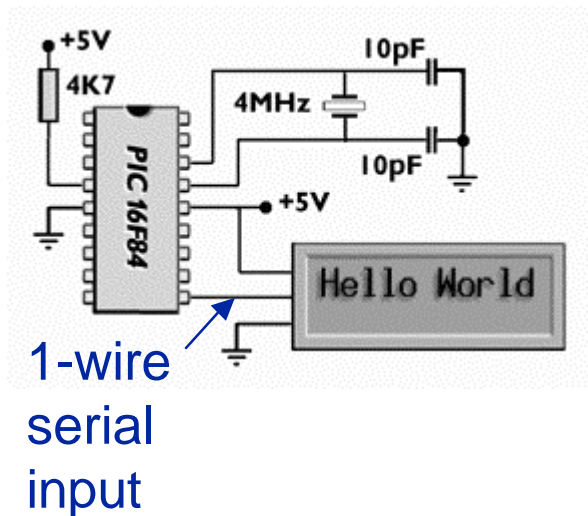 +5V
10pF
4K7
4MHz
PIC 16F84
10pF
+5V
Hello World
1-wire
serial
input